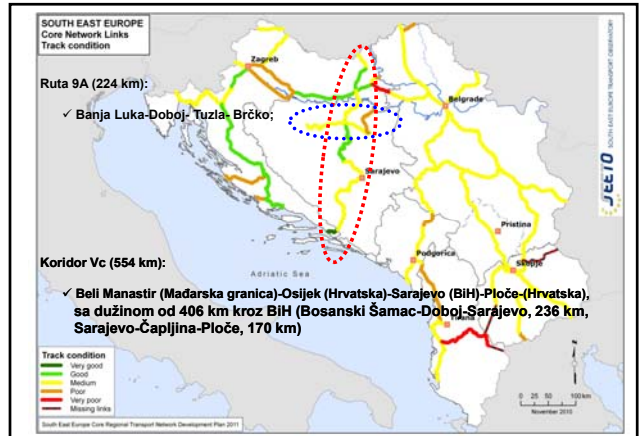 SOUTH EAST EUROPE
Core Network Links
Track condition
Ruta 9A (224 km):
✓ Banja Luka-Doboj- Tuzla- Brčko;
Zagreb
Belgrade
Sarajevo
Pristina
Podgorica
Skopje
Tirana
Adriatic Sea
SEETO
SOUTH EAST EUROPE TRANSPORT OBSERVATORY
Koridor Vc (554 km):
✓ Beli Manastir (Mađarska granica)-Osijek (Hrvatska)-Sarajevo (BiH)-Ploče-(Hrvatska),
sa dužinom od 406 km kroz BiH (Bosanski Šamac-Doboj-Sarajevo, 236 km,
Sarajevo-Čapljina-Ploče, 170 km)
Track condition
Very good
Good
Medium
Poor
Very poor
Missing links
0 25 50 100 km
November 2010
South East Europe Core Regional Transport Network Development Plan 2011